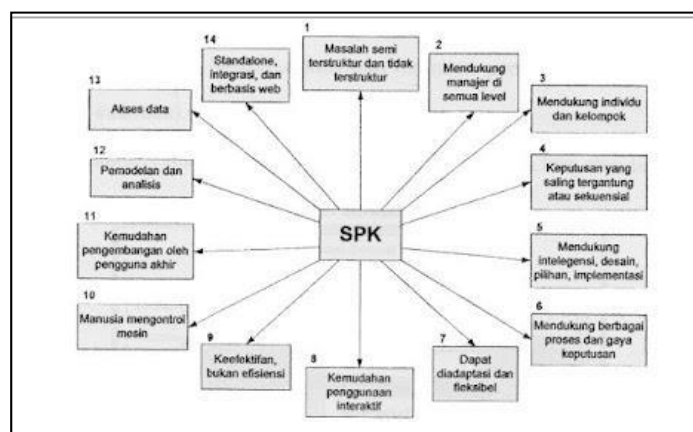 1
Masalah semi
terstruktur dan tidak
terstruktur
2
Mendukung
manajer di
semua level
3
Mendukung individu
dan kelompok
4
Keputusan yang
saling tergantung
atau sekuensial
5
Mendukung
intelegensi, desain,
pilihan, implementasi
6
Mendukung berbagai
proses dan gaya
keputusan
7
Dapat
diadaptasi dan
fleksibel
8
Kemudahan
penggunaan
interaktif
9
Keefektifan,
bukan efisiensi
10
Manusia mengontrol
mesin
11
Kemudahan
pengembangan oleh
pengguna akhir
12
Pemodelan dan
analisis
13
Akses data
14
Standalone,
integrasi, dan
berbasis web
SPK